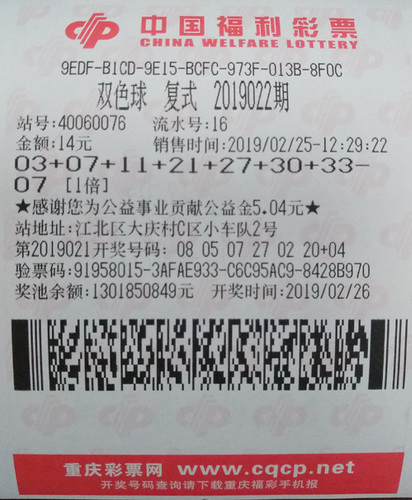 中国福利彩票
CHINA WELFARE LOTTERY
9EDF-B1CD-9E15-BCFC-973F-013B-8F0C
双色球 复式 2019022期
站号:40060076 流水号:16
金额:14元 销售时间:2019/02/25-12:29:22
03+07+11+21+27+30+33-
07 [1倍]
★感谢您为公益事业贡献公益金5.04元★
站地址:江北区大庆村C区小车队2号
第2019021开奖号码: 08 05 07 27 02 20+04
验票码:91958015-3AFAE933-C6C95AC9-8428B970
奖池余额:1301850849元 开奖时间:2019/02/26
重庆彩票网 www.cqcp.net
开奖号码查询请下载重庆福彩手机报